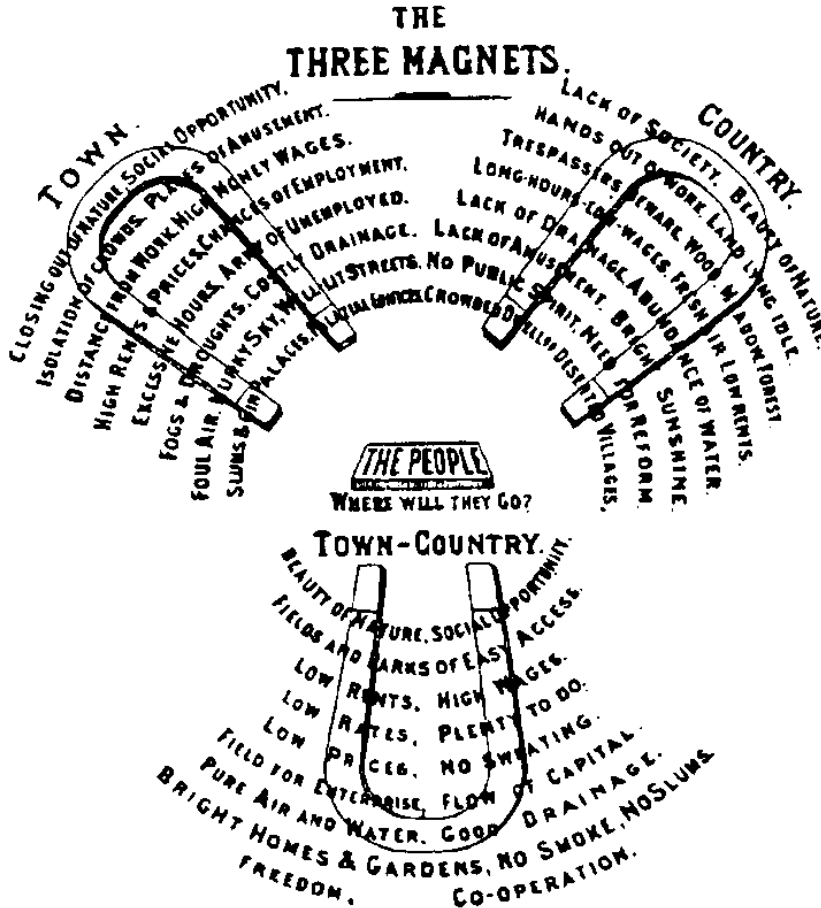 THE
THREE MAGNETS.
TOWN.
CLOSING OUT OF NATURE. SOCIAL OPPORTUNITY.
ISOLATION OF CROWDS. PLACES OF AMUSEMENT.
DISTANCE FROM WORK. HIGH MONEY WAGES.
HIGH RENTS & PRICES. CHANCES OF EMPLOYMENT.
EXCESSIVE HOURS. ARMY OF UNEMPLOYED.
FOGS & DROUGHTS. COSTLY DRAINAGE.
FOUL AIR. MURKY SKY. WELL-LIT STREETS.
SLUMS & GIN PALACES. PALATIAL EDIFICES.
COUNTRY.
LACK OF SOCIETY. BEAUTY OF NATURE.
HANDS OUT OF WORK. LAND LYING IDLE.
TRESPASSERS BEWARE. WOOD, MEADOW, FOREST.
LONG-HOURS-LOW-WAGES. FRESH AIR LOW RENTS.
LACK OF DRAINAGE. ABUNDANCE OF WATER.
LACK OF AMUSEMENT. BRIGHT SUNSHINE.
NO PUBLIC SPIRIT. NEED FOR REFORM.
CROWDED DWELLGS DESERTED VILLAGES.
THE PEOPLE
WHERE WILL THEY GO?
TOWN-COUNTRY.
BEAUTY OF NATURE. SOCIAL OPPORTUNITY.
FIELDS AND PARKS OF EASY ACCESS.
LOW RENTS, HIGH WAGES.
LOW RATES, PLENTY TO DO.
LOW PRICES, NO SWEATING.
FIELD FOR ENTERPRISE, FLOW OF CAPITAL.
PURE AIR AND WATER. GOOD DRAINAGE.
BRIGHT HOMES & GARDENS, NO SMOKE, NO SLUMS.
FREEDOM. CO-OPERATION.